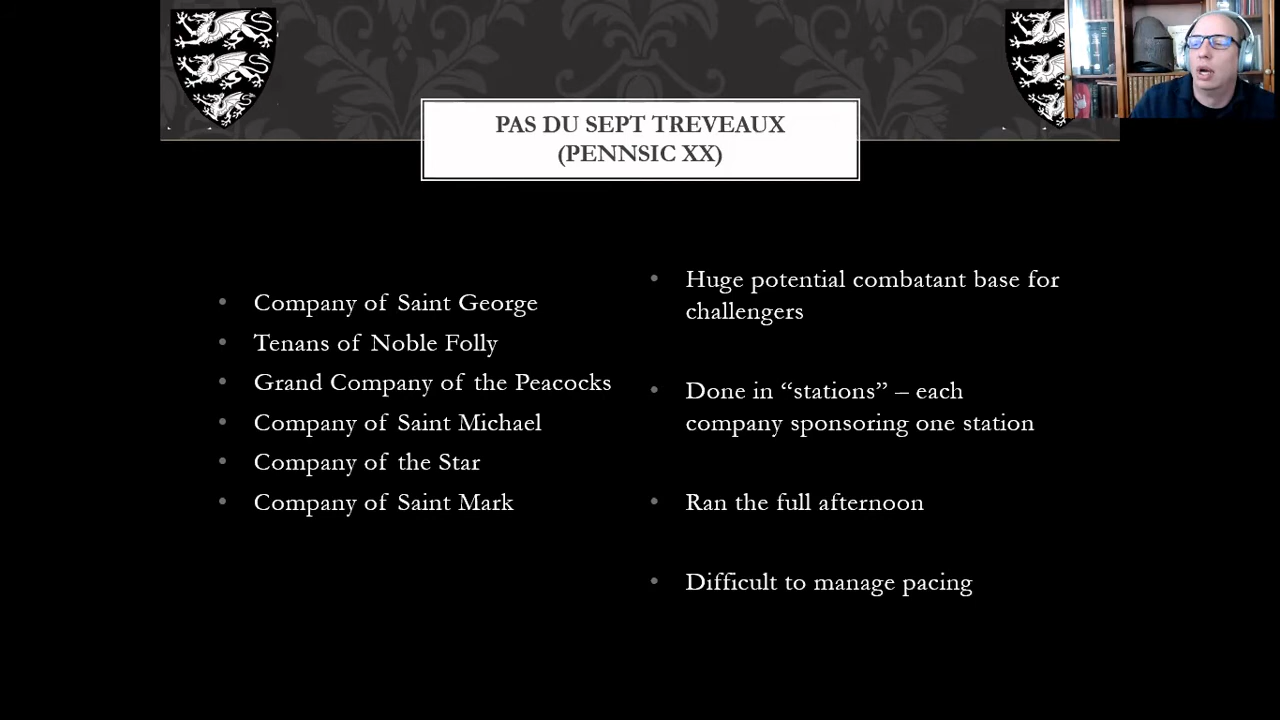 PAS DU SEPT TREVEAUX
(PENNSIC XX)
Company of Saint George
Tenans of Noble Folly
Grand Company of the Peacocks
Company of Saint Michael
Company of the Star
Company of Saint Mark
Huge potential combatant base for
challengers
Done in “stations” – each
company sponsoring one station
Ran the full afternoon
Difficult to manage pacing